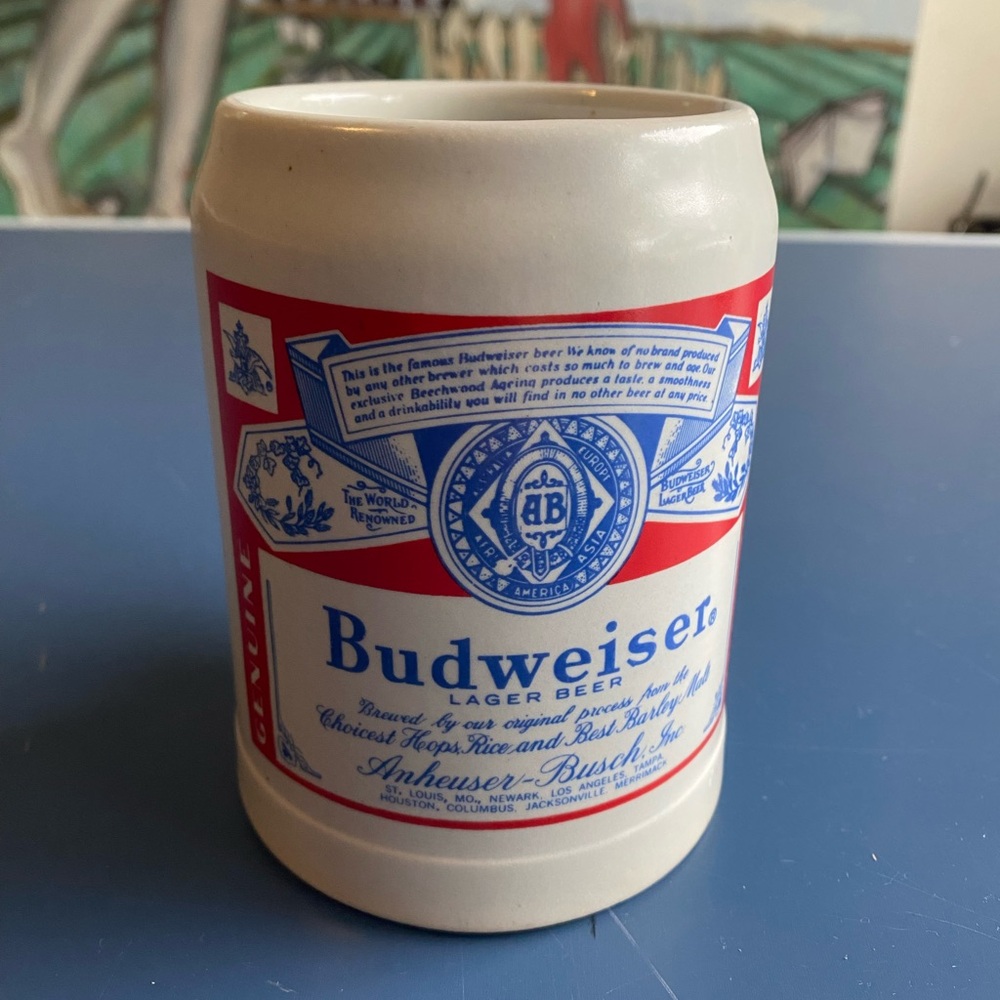 This is the famous Budweiser beer We know of no brand produced
by any other brewer which costs so much to brew and age. Our
exclusive Beechwood Ageing produces a taste, a smoothness
and a drinkability you will find in no other beer at any price.
THE WORLD
RENOWNED
BUDWEISER
LAGER BEER
EUROPE
ASIA
AMERICA
AB
GENUINE
Budweiser®
LAGER BEER
Brewed by our original process from the
Choicest Hops, Rice and Best Barley Malt
Anheuser-Busch, Inc.
ST. LOUIS, MO., NEWARK, LOS ANGELES, TAMPA,
HOUSTON, COLUMBUS, JACKSONVILLE, MERRIMACK